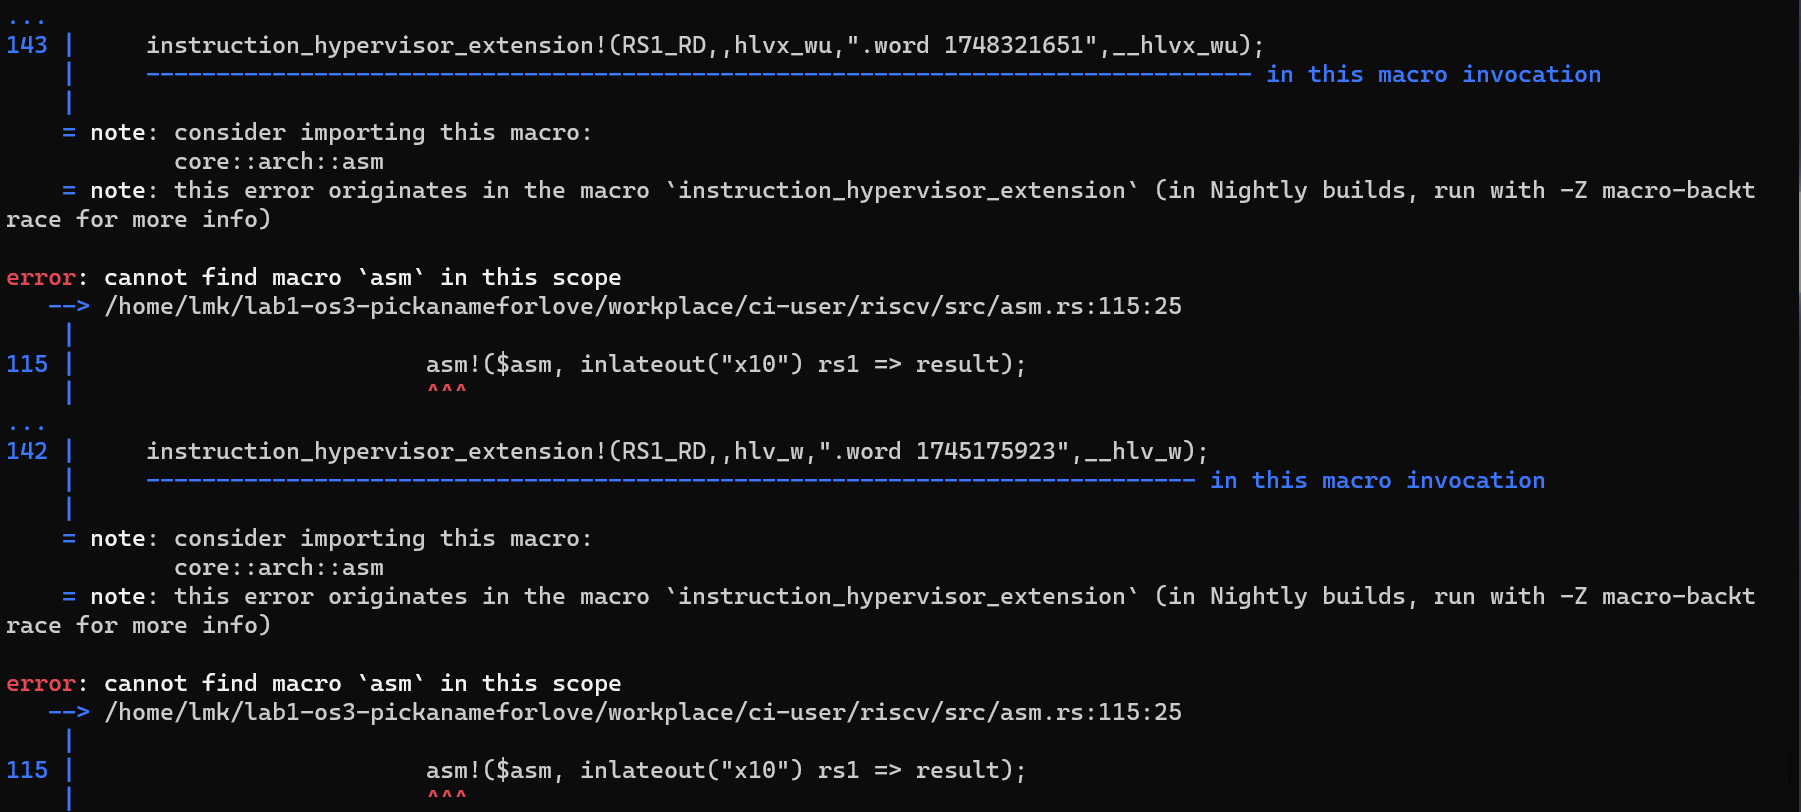 ...
143 |     instruction_hypervisor_extension!(RS1_RD,,hlvx_wu,".word 1748321651",__hlvx_wu);
    |     ------------------------------------------------------------------------------- in this macro invocation
    |
    = note: consider importing this macro:
            core::arch::asm
    = note: this error originates in the macro `instruction_hypervisor_extension` (in Nightly builds, run with -Z macro-backt
race for more info)

error: cannot find macro `asm` in this scope
   --> /home/lmk/lab1-os3-pickanameforlove/workplace/ci-user/riscv/src/asm.rs:115:25
    |
115 |                         asm!($asm, inlateout("x10") rs1 => result);
    |                         ^^^
...
142 |     instruction_hypervisor_extension!(RS1_RD,,hlv_w,".word 1745175923",__hlv_w);
    |     --------------------------------------------------------------------------- in this macro invocation
    |
    = note: consider importing this macro:
            core::arch::asm
    = note: this error originates in the macro `instruction_hypervisor_extension` (in Nightly builds, run with -Z macro-backt
race for more info)

error: cannot find macro `asm` in this scope
   --> /home/lmk/lab1-os3-pickanameforlove/workplace/ci-user/riscv/src/asm.rs:115:25
    |
115 |                         asm!($asm, inlateout("x10") rs1 => result);
    |                         ^^^